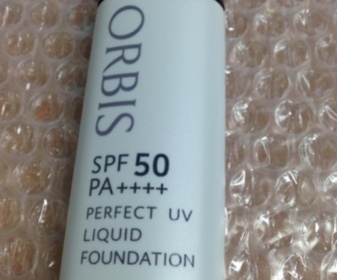 ORBIS
SPF 50
PA++++
PERFECT UV
LIQUID
FOUNDATION